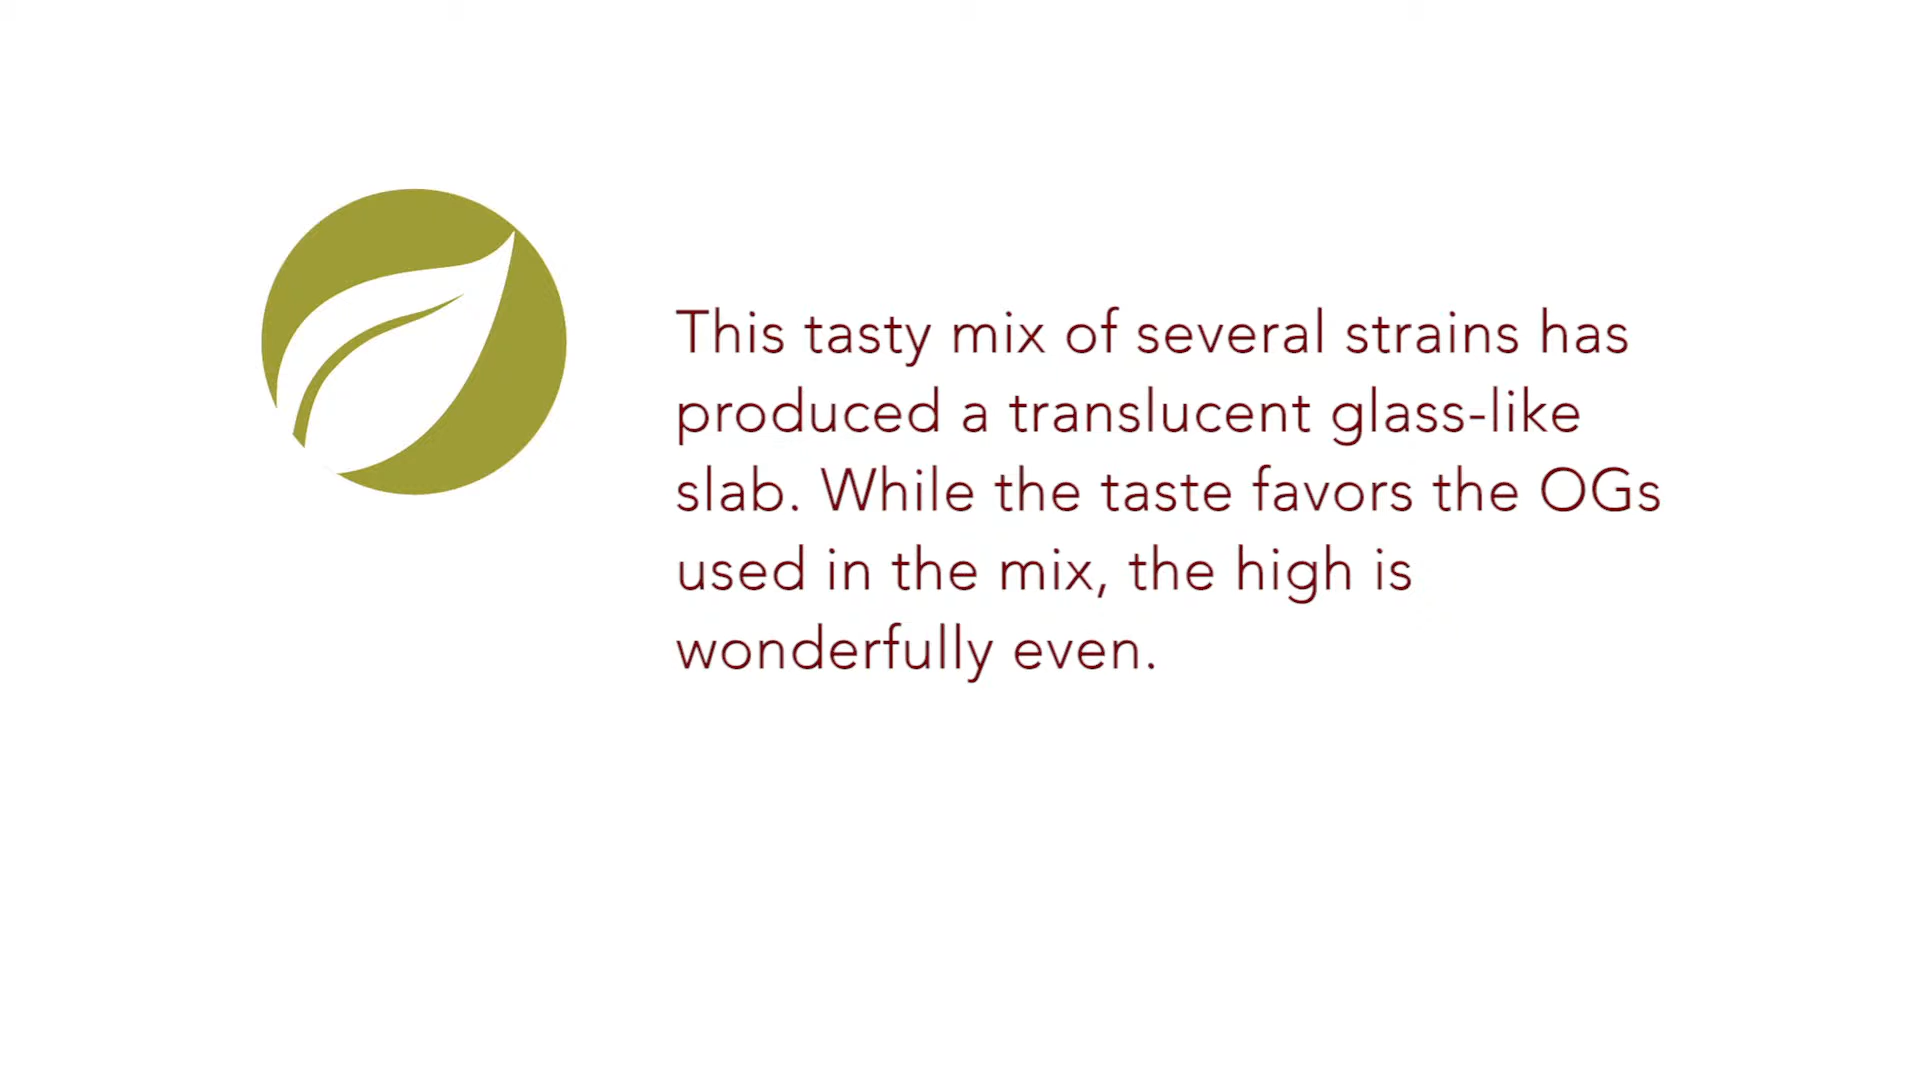 This tasty mix of several strains has
produced a translucent glass-like
slab. While the taste favors the OGs
used in the mix, the high is
wonderfully even.